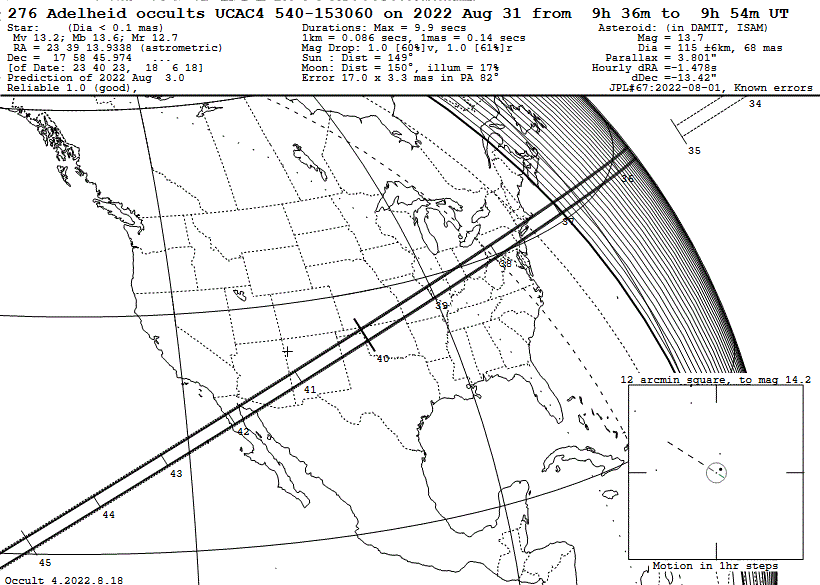 276 Adelheid occults UCAC4 540-153060 on 2022 Aug 31 from 9h 36m to 9h 54m UT
Star: (Dia < 0.1 mas)
Mv 13.2; Mb 13.6; Mr 12.7
RA = 23 39 13.9338 (astrometric)
Dec = 17 58 45.974 ...
[of Date: 23 40 23, 18 6 18]
Prediction of 2022 Aug 3.0
Reliable 1.0 (good),
Durations: Max = 9.9 secs
1km = 0.086 secs, 1mas = 0.14 secs
Mag Drop: 1.0 [60%]v, 1.0 [61%]r
Sun : Dist = 149°
Moon: Dist = 150°, illum = 17%
Error 17.0 x 3.3 mas in PA 82°
Asteroid: (in DAMIT, ISAM)
Mag = 13.7
Dia = 115 ±6km, 68 mas
Parallax = 3.801"
Hourly dRA =-1.478s
dDec =-13.42"
JPL#67:2022-08-01, Known errors
34
35
36
37
38
39
40
41
42
43
44
45
12 arcmin square, to mag 14.2
Motion in 1hr steps
Occult 4.2022.8.18